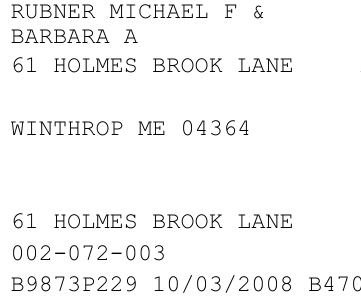 RUBNER MICHAEL F &
BARBARA A
61 HOLMES BROOK LANE
WINTHROP ME 04364
61 HOLMES BROOK LANE
002-072-003
B9873P229 10/03/2008 B470